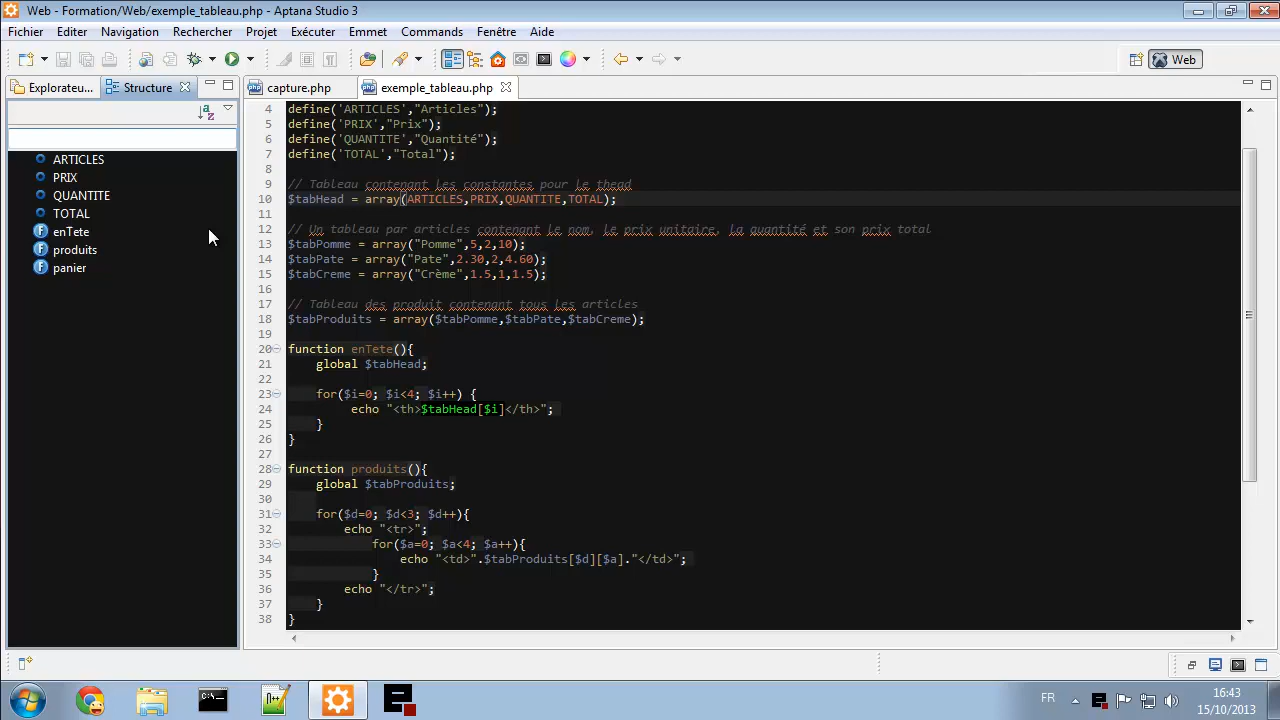 Web - Formation/Web/exemple_tableau.php - Aptana Studio 3
Fichier Editer Navigation Rechercher Projet Exécuter Emmet Commands Fenêtre Aide
Web
Explorateu... Structure capture.php exemple_tableau.php
ARTICLES
PRIX
QUANTITE
TOTAL
enTete
produits
panier
4 define('ARTICLES',"Articles");
5 define('PRIX',"Prix");
6 define('QUANTITE',"Quantité");
7 define('TOTAL',"Total");
8
9 // Tableau contenant les constantes pour le thead
10 $tabHead = array(ARTICLES,PRIX,QUANTITE,TOTAL);
11
12 // Un tableau par articles contenant le nom, le prix unitaire, la quantité et son prix total
13 $tabPomme = array("Pomme",5,2,10);
14 $tabPate = array("Pate",2.30,2,4.60);
15 $tabCreme = array("Crème",1.5,1,1.5);
16
17 // Tableau des produit contenant tous les articles
18 $tabProduits = array($tabPomme,$tabPate,$tabCreme);
19
20 function enTete(){
21 global $tabHead;
22
23 for($i=0; $i<4; $i++) {
24 echo "<th>$tabHead[$i]</th>";
25 }
26 }
27
28 function produits(){
29 global $tabProduits;
30
31 for($d=0; $d<3; $d++){
32 echo "<tr>";
33 for($a=0; $a<4; $a++){
34 echo "<td>".$tabProduits[$d][$a]."</td>";
35 }
36 echo "</tr>";
37 }
38 }
FR
16:43
15/10/2013